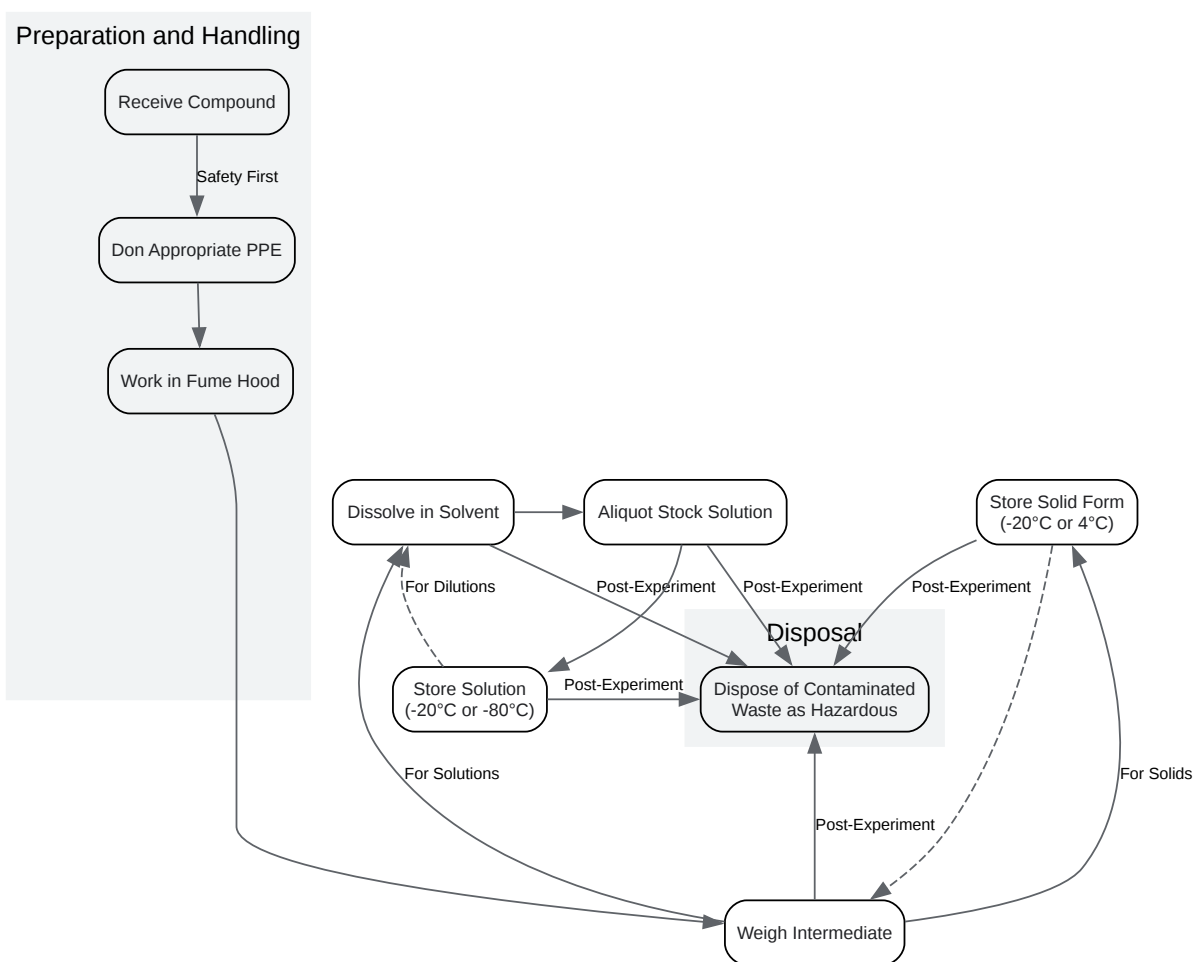 Preparation and Handling
Receive Compound
Safety First
Don Appropriate PPE
Work in Fume Hood
Dissolve in Solvent
Aliquot Stock Solution
Store Solid Form
(-20°C or 4°C)
For Dilutions
Post-Experiment
Post-Experiment
Post-Experiment
Disposal
Store Solution
(-20°C or -80°C)
Post-Experiment
Dispose of Contaminated
Waste as Hazardous
For Solutions
For Solids
Post-Experiment
Weigh Intermediate